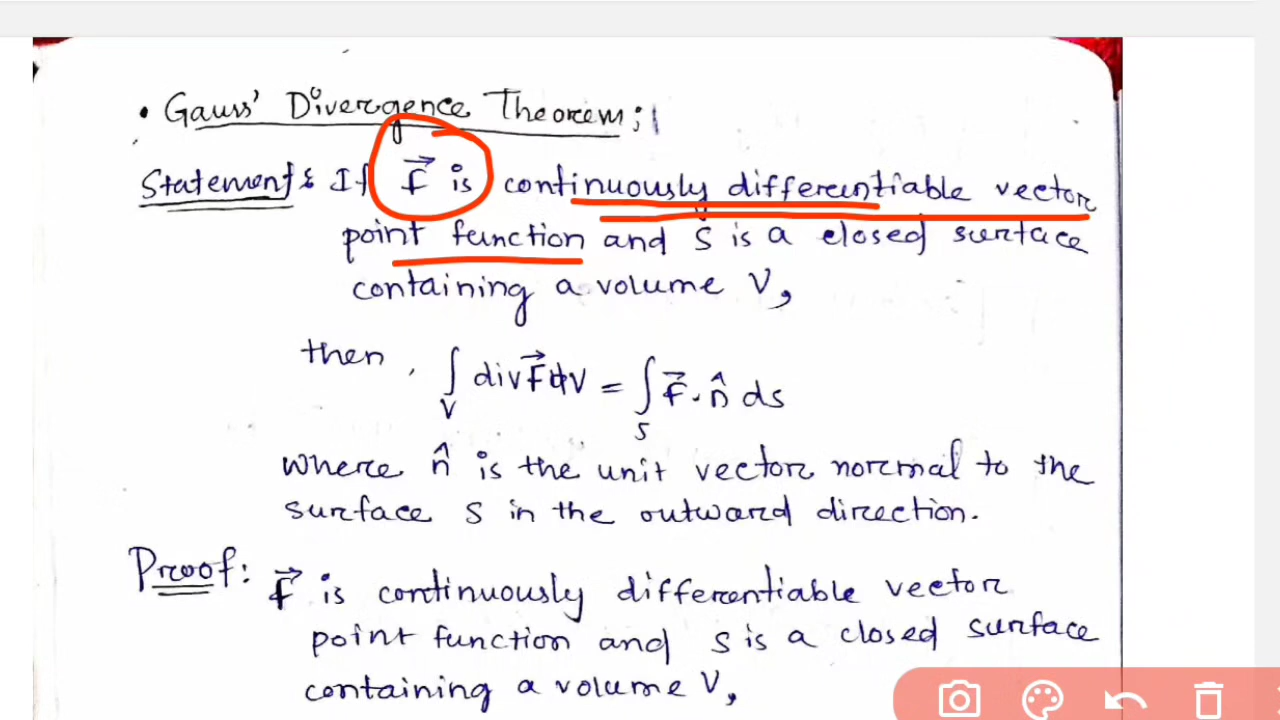 • Gauss' Divergence Theorem;
Statement: If F⃗ is continuously differentiable vector
point function and S is a closed surface
containing a volume V,
then, ∫_V div F⃗ dV = ∫_S F⃗ . n̂ ds
where n̂ is the unit vector normal to the
surface S in the outward direction.
Proof: F⃗ is continuously differentiable vector
point function and S is a closed surface
containing a volume V,